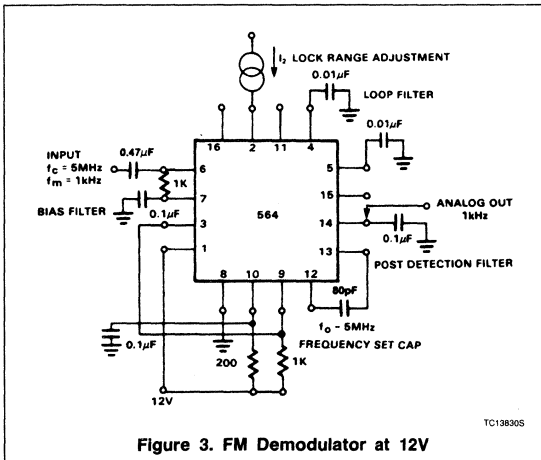 I₂ LOCK RANGE ADJUSTMENT
0.01µF
LOOP FILTER
0.01µF
16
2
11
4
INPUT
fc = 5MHz
fm = 1kHz
0.47µF
6
1K
7
BIAS FILTER
0.1µF
3
1
564
5
15
14
13
ANALOG OUT
1kHz
0.1µF
POST DETECTION FILTER
8
10
9
12
80pF
fo – 5MHz
FREQUENCY SET CAP
0.1µF
200
1K
12V
TC13830S
Figure 3. FM Demodulator at 12V